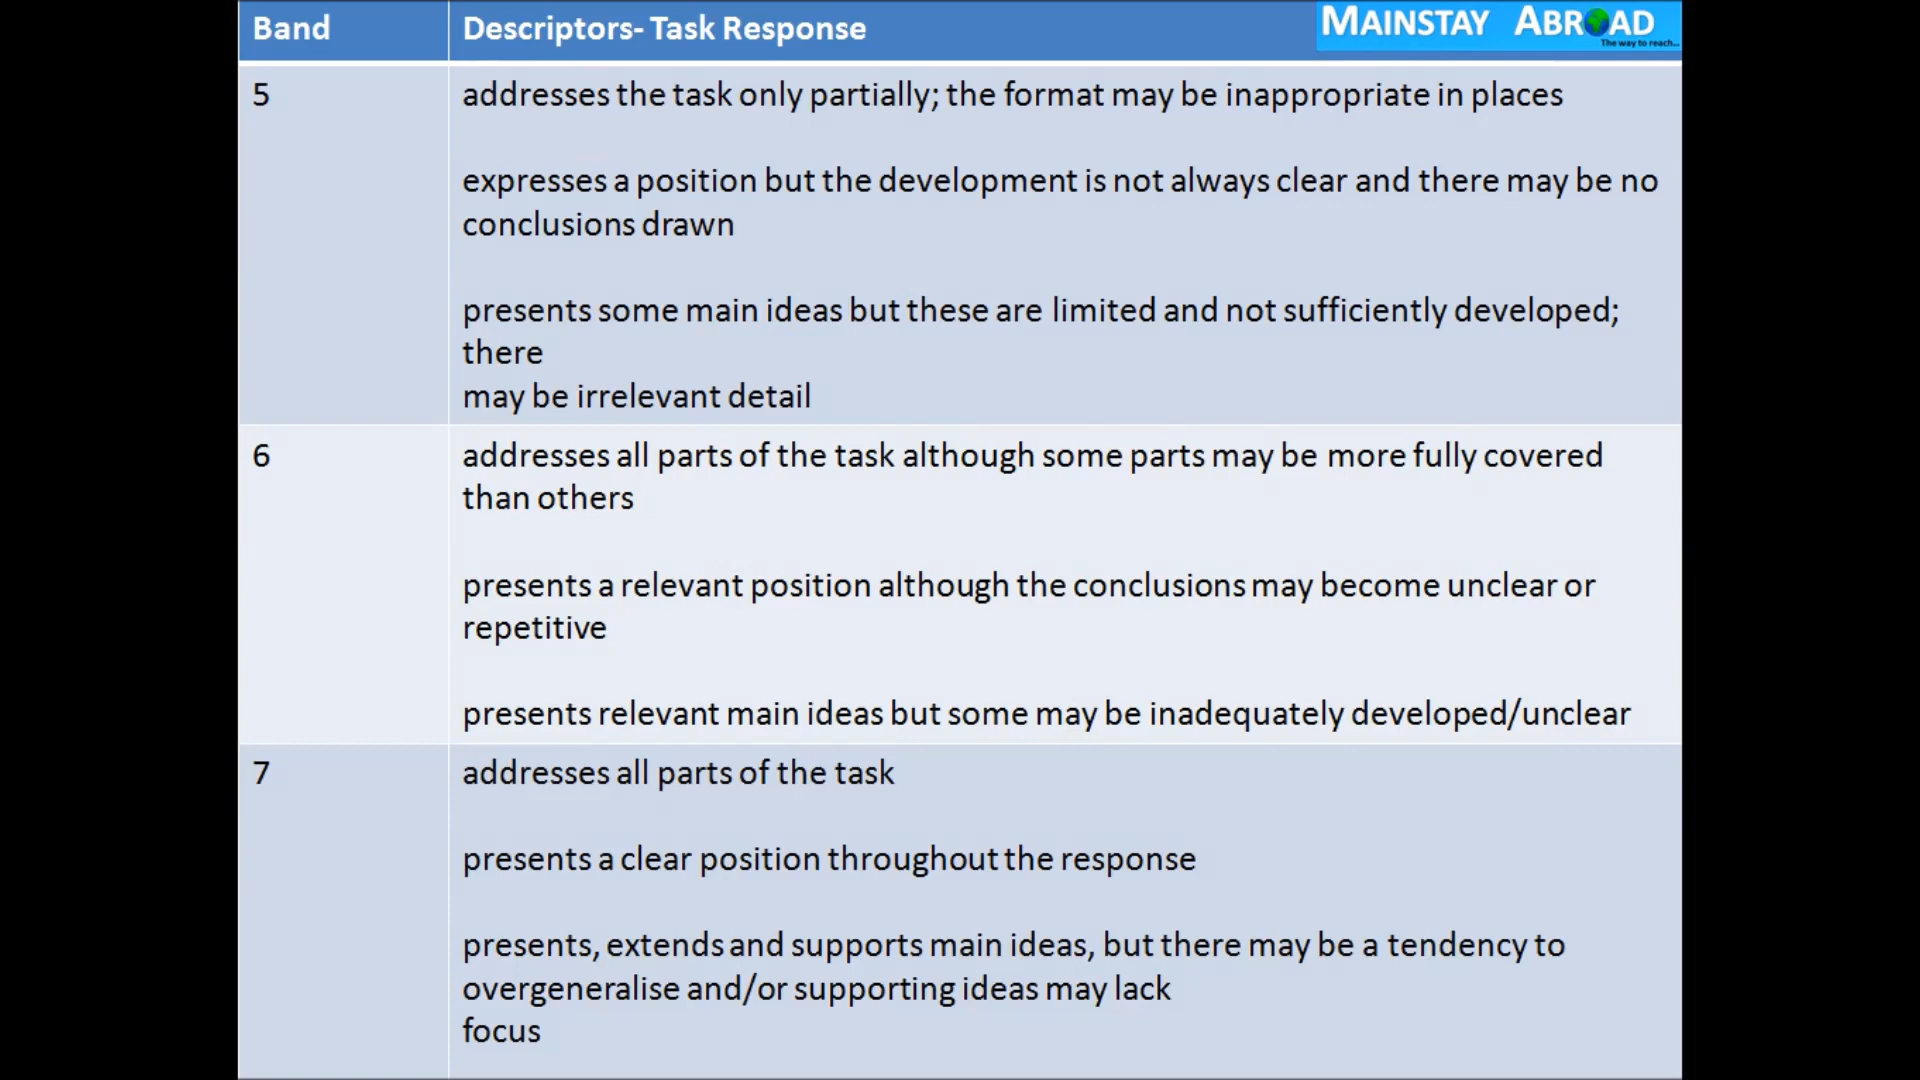 Band
Descriptors- Task Response
MAINSTAY ABROAD
The way to reach...
5
addresses the task only partially; the format may be inappropriate in places
expresses a position but the development is not always clear and there may be no
conclusions drawn
presents some main ideas but these are limited and not sufficiently developed;
there
may be irrelevant detail
6
addresses all parts of the task although some parts may be more fully covered
than others
presents a relevant position although the conclusions may become unclear or
repetitive
presents relevant main ideas but some may be inadequately developed/unclear
7
addresses all parts of the task
presents a clear position throughout the response
presents, extends and supports main ideas, but there may be a tendency to
overgeneralise and/or supporting ideas may lack
focus